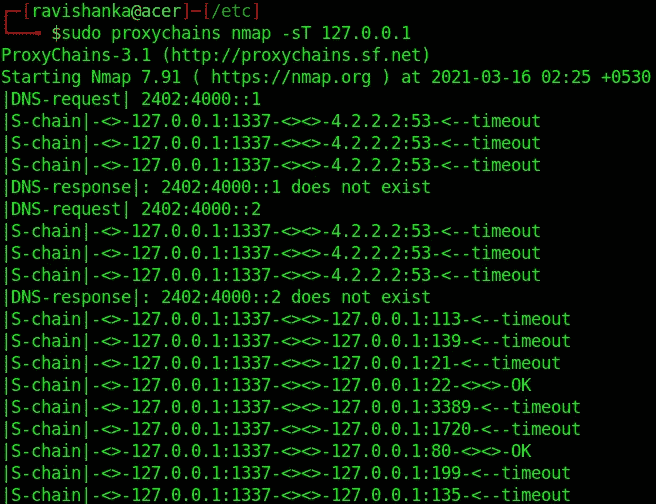 [ravishanka@acer]─[/etc]
$sudo proxychains nmap -sT 127.0.0.1
ProxyChains-3.1 (http://proxychains.sf.net)
Starting Nmap 7.91 ( https://nmap.org ) at 2021-03-16 02:25 +0530
|DNS-request| 2402:4000::1
|S-chain|-<>-127.0.0.1:1337-<><>-4.2.2.2:53-<--timeout
|S-chain|-<>-127.0.0.1:1337-<><>-4.2.2.2:53-<--timeout
|S-chain|-<>-127.0.0.1:1337-<><>-4.2.2.2:53-<--timeout
|DNS-response|: 2402:4000::1 does not exist
|DNS-request| 2402:4000::2
|S-chain|-<>-127.0.0.1:1337-<><>-4.2.2.2:53-<--timeout
|S-chain|-<>-127.0.0.1:1337-<><>-4.2.2.2:53-<--timeout
|S-chain|-<>-127.0.0.1:1337-<><>-4.2.2.2:53-<--timeout
|DNS-response|: 2402:4000::2 does not exist
|S-chain|-<>-127.0.0.1:1337-<><>-127.0.0.1:113-<--timeout
|S-chain|-<>-127.0.0.1:1337-<><>-127.0.0.1:139-<--timeout
|S-chain|-<>-127.0.0.1:1337-<><>-127.0.0.1:21-<--timeout
|S-chain|-<>-127.0.0.1:1337-<><>-127.0.0.1:22-<><>-OK
|S-chain|-<>-127.0.0.1:1337-<><>-127.0.0.1:3389-<--timeout
|S-chain|-<>-127.0.0.1:1337-<><>-127.0.0.1:1720-<--timeout
|S-chain|-<>-127.0.0.1:1337-<><>-127.0.0.1:80-<><>-OK
|S-chain|-<>-127.0.0.1:1337-<><>-127.0.0.1:199-<--timeout
|S-chain|-<>-127.0.0.1:1337-<><>-127.0.0.1:135-<--timeout